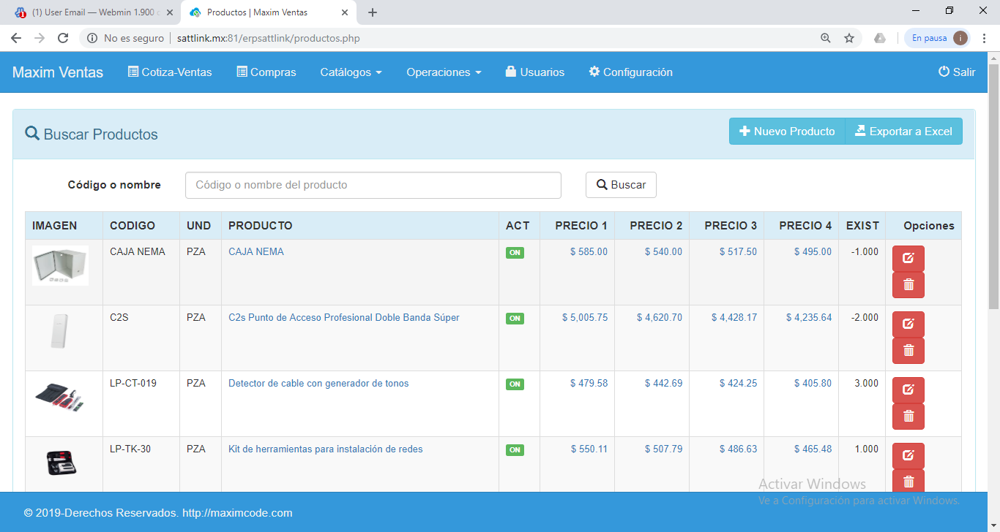 (1) User Email — Webmin 1.900
Productos | Maxim Ventas
No es seguro
sattlink.mx:81/erpsattlink/productos.php
En pausa
i
Maxim Ventas
Cotiza-Ventas
Compras
Catálogos
Operaciones
Usuarios
Configuración
Salir
Buscar Productos
Nuevo Producto
Exportar a Excel
Código o nombre
Código o nombre del producto
Buscar
IMAGEN CODIGO UND PRODUCTO ACT PRECIO 1 PRECIO 2 PRECIO 3 PRECIO 4 EXIST Opciones
CAJA NEMA PZA CAJA NEMA ON $ 585.00 $ 540.00 $ 517.50 $ 495.00 -1.000
C2S PZA C2s Punto de Acceso Profesional Doble Banda Súper ON $ 5,005.75 $ 4,620.70 $ 4,428.17 $ 4,235.64 -2.000
LP-CT-019 PZA Detector de cable con generador de tonos ON $ 479.58 $ 442.69 $ 424.25 $ 405.80 3.000
LP-TK-30 PZA Kit de herramientas para instalación de redes ON $ 550.11 $ 507.79 $ 486.63 $ 465.48 1.000
Activar Windows
Ve a Configuración para activar Windows.
© 2019-Derechos Reservados. http://maximcode.com